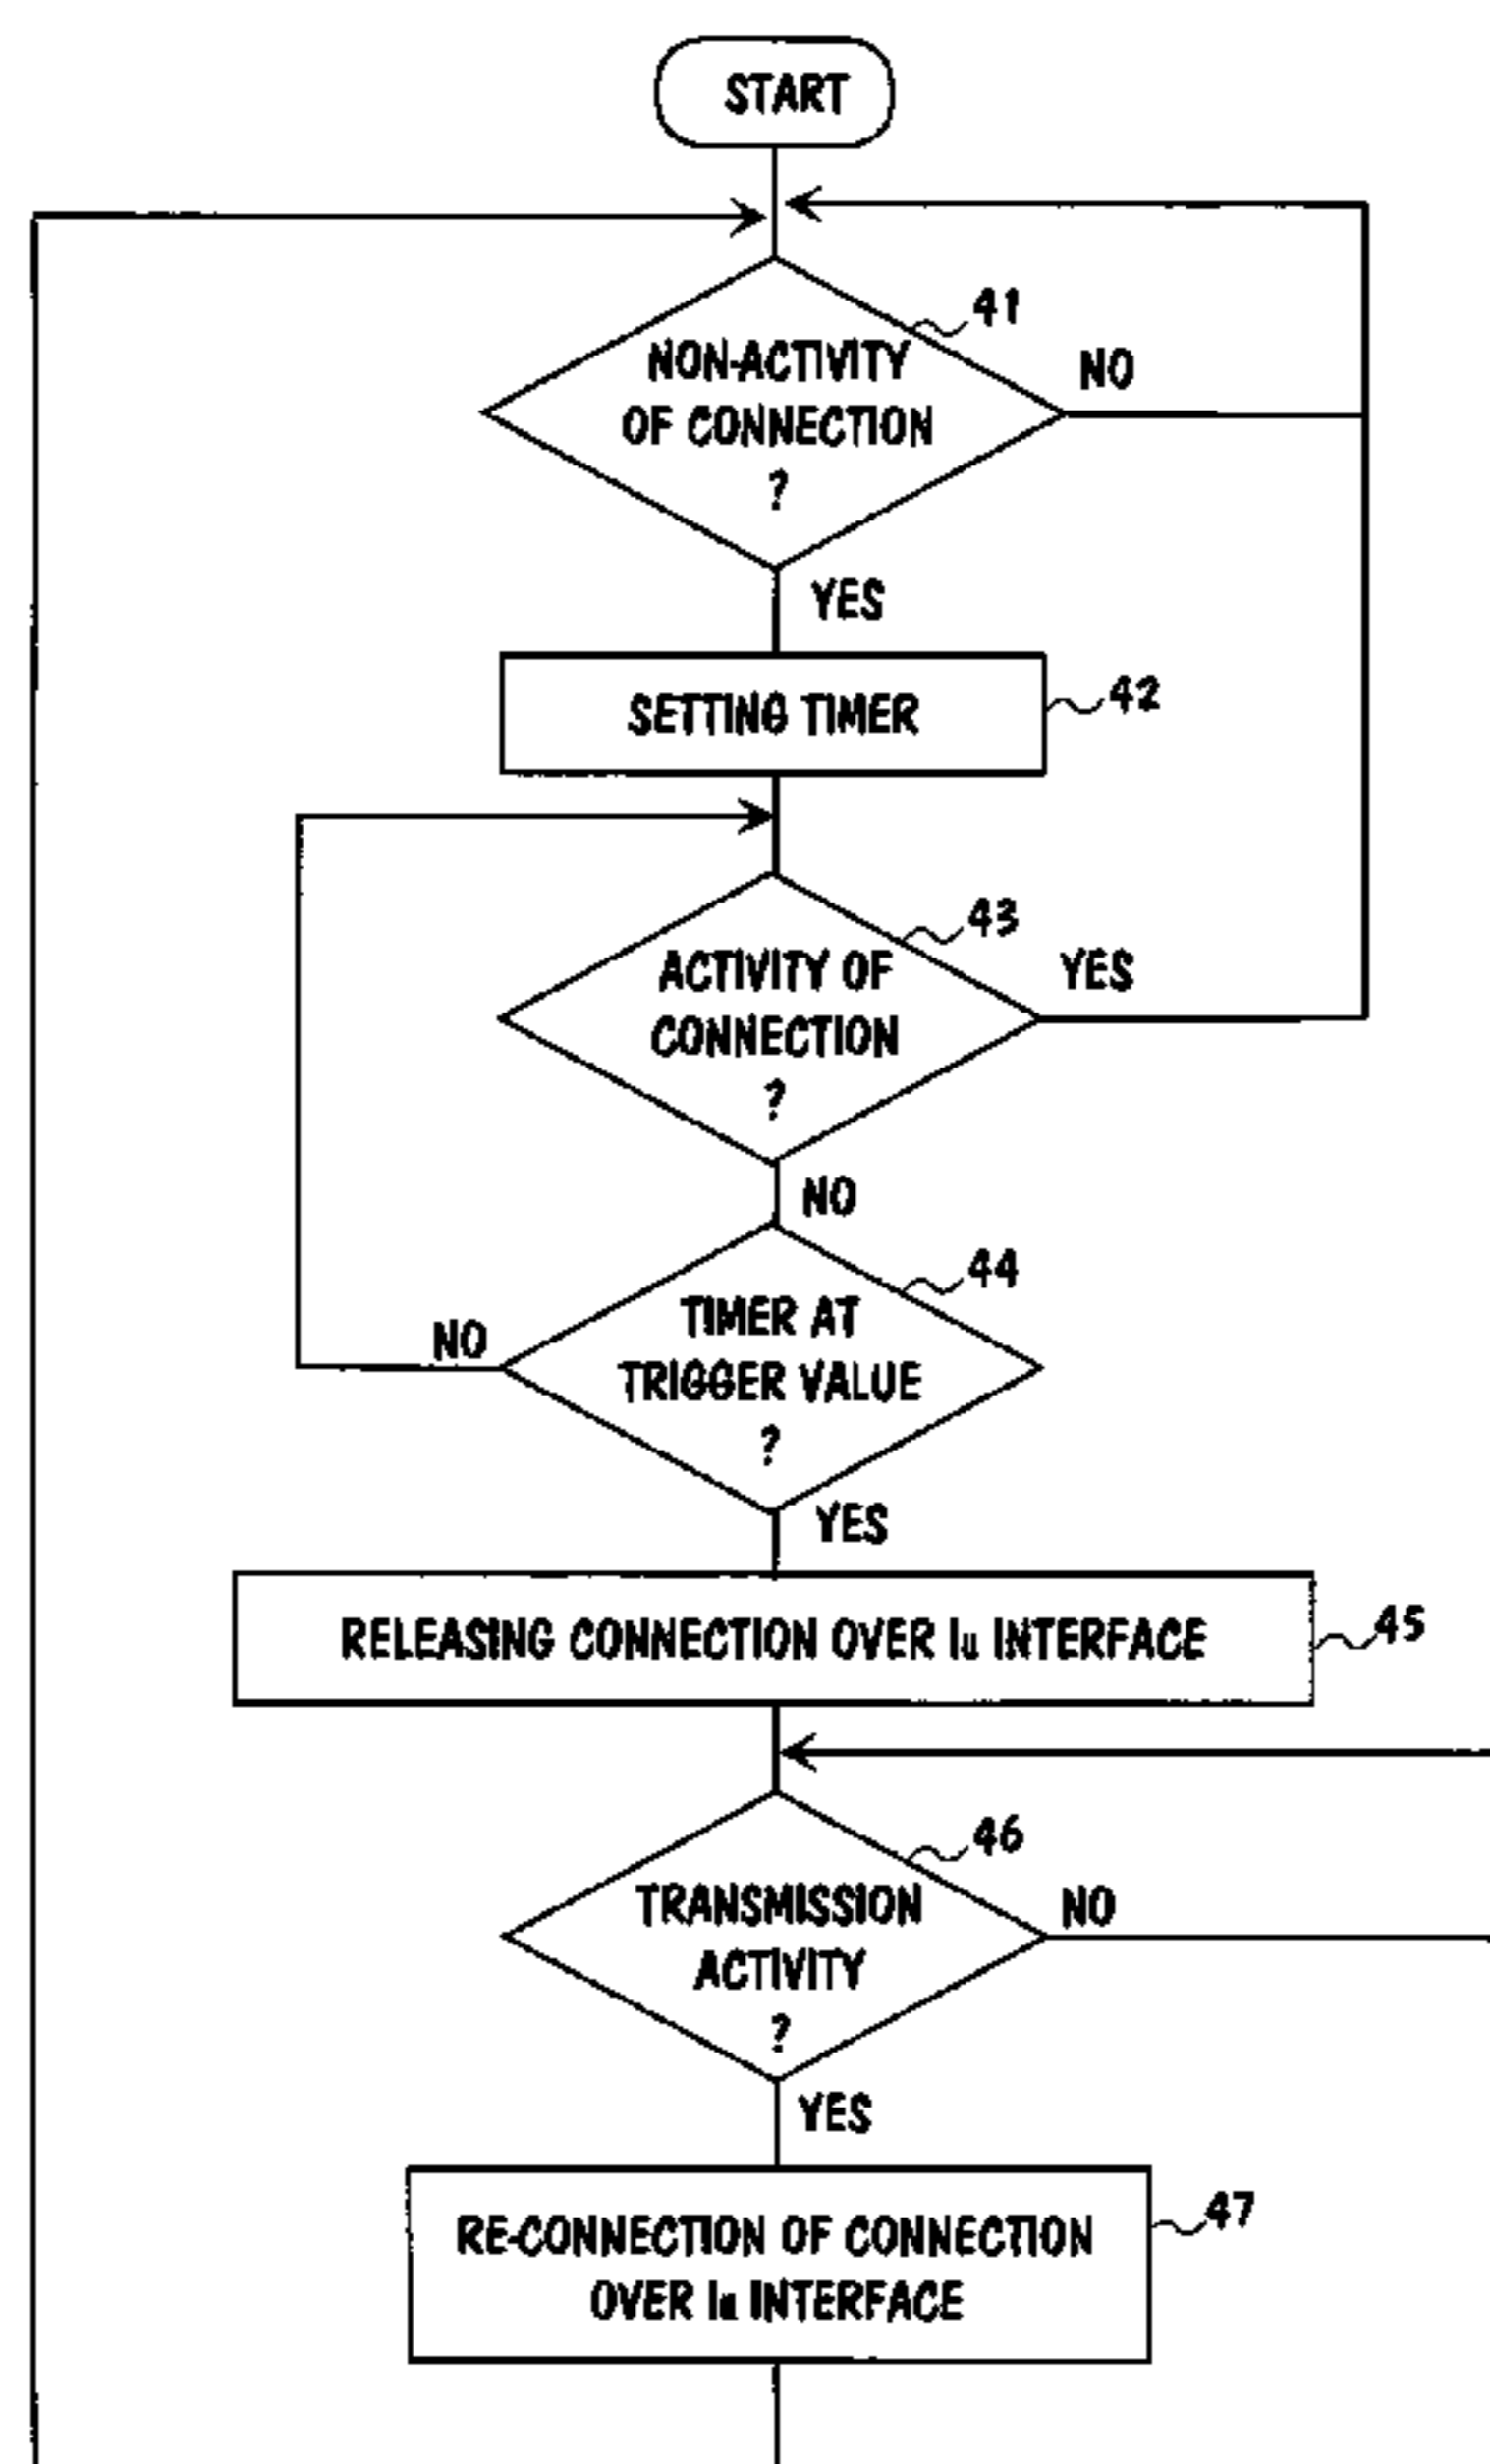 START
41
NON-ACTIVITY
OF CONNECTION
?
NO
YES
SETTING TIMER
42
43
ACTIVITY OF
CONNECTION
?
YES
NO
44
TIMER AT
TRIGGER VALUE
?
NO
YES
RELEASING CONNECTION OVER Iu INTERFACE
45
46
TRANSMISSION
ACTIVITY
?
NO
YES
47
RE-CONNECTION OF CONNECTION
OVER Iu INTERFACE